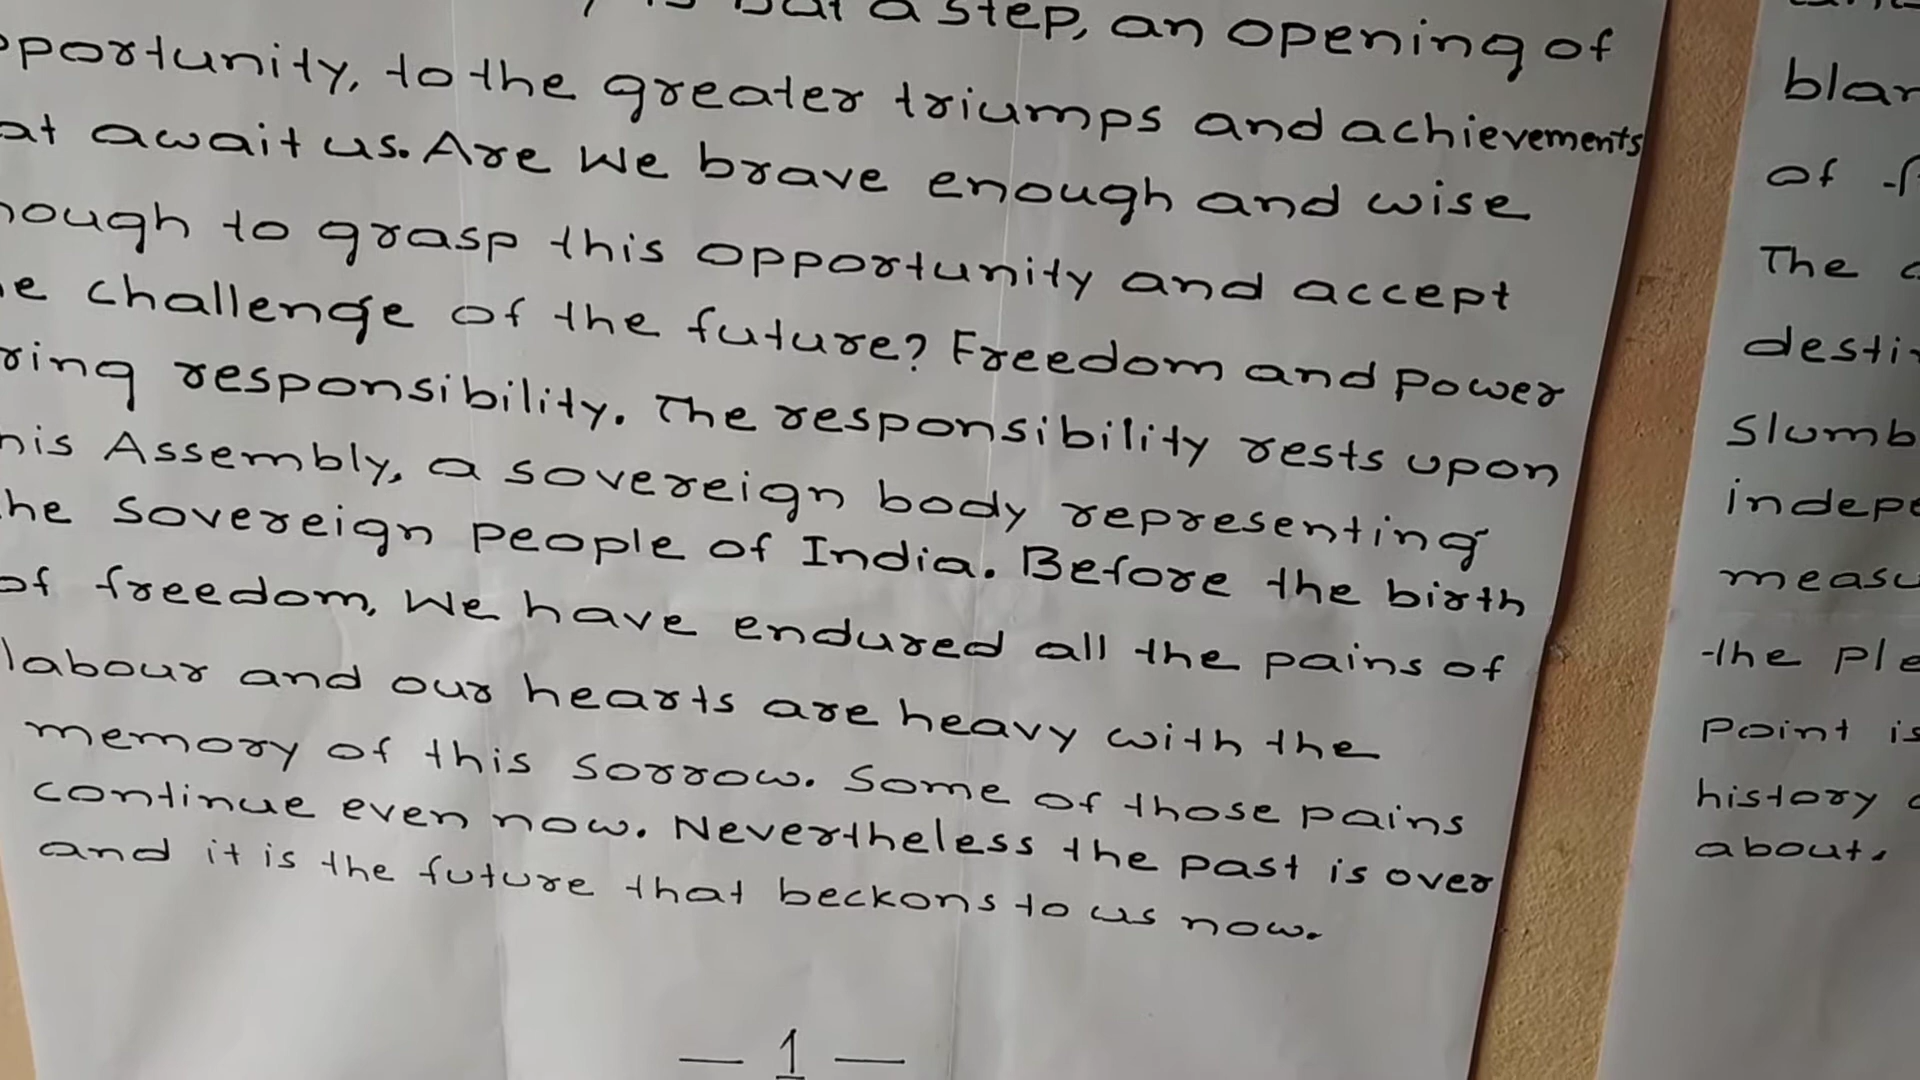 is but a step, an opening of
pportunity, to the greater triumps and achievements
at await us. Are We brave enough and wise
nough to grasp this opportunity and accept
e challenge of the future? Freedom and Power
ring responsibility. The responsibility rests upon
his Assembly, a sovereign body representing
he sovereign people of India. Before the birth
of freedom, We have endured all the pains of
labour and our hearts are heavy with the
memory of this sorrow. Some of those pains
continue even now. Nevertheless the past is over
and it is the future that beckons to us now.
— 1 —
blan
of
The
destin
Slumb
indepe
measu
the ple
point is
history
about.